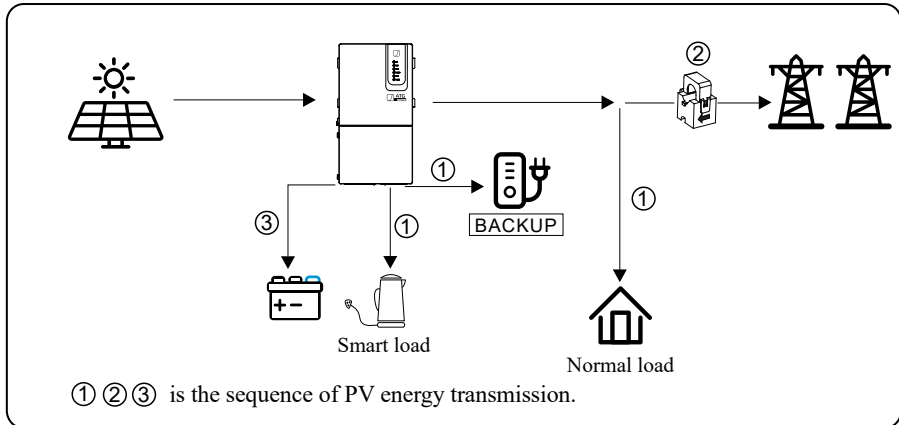 ②
ATG
①
①
BACKUP
③
①
+ −
Smart load
Normal load
① ② ③ is the sequence of PV energy transmission.